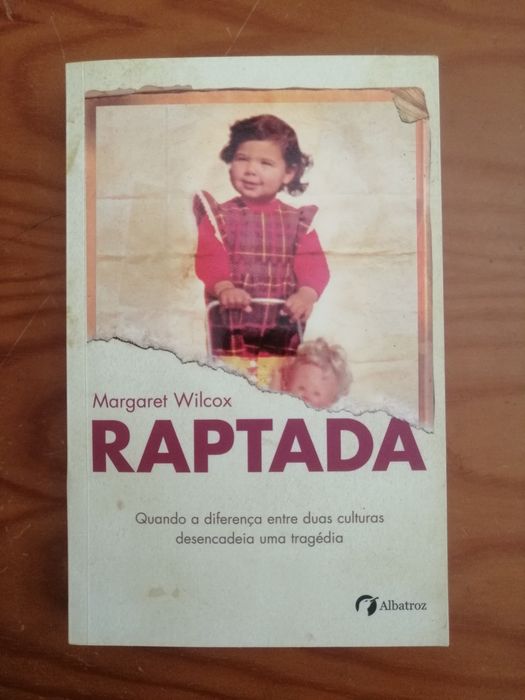 Margaret Wilcox
RAPTADA
Quando a diferença entre duas culturas
desencadeia uma tragédia
Albatroz